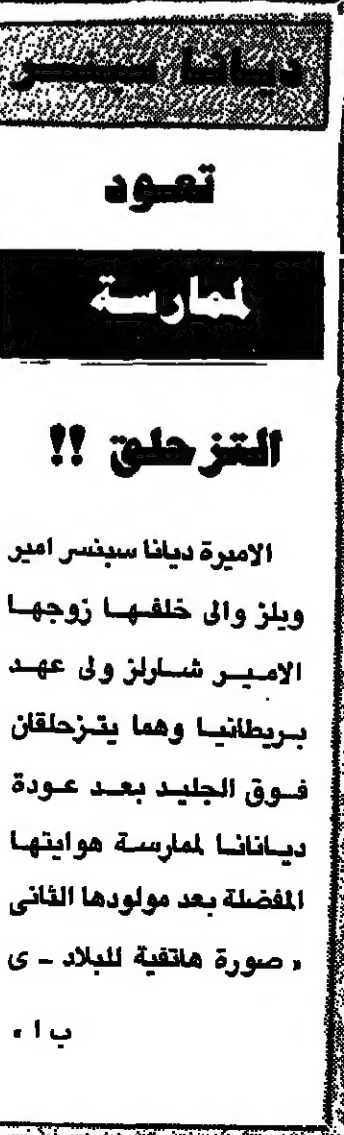 ديانا سبنسر
تعود
لممارسة
التزحلق !!
الاميرة ديانا سبنسر امير
ويلز والى خلفها زوجها
الامير شارلز ولى عهد
بريطانيا وهما يتزحلقان
فوق الجليد بعد عودة
ديانانا لممارسة هوايتها
المفضلة بعد مولودها الثانى
« صورة هاتفية للبلاد - ى
ب ا »